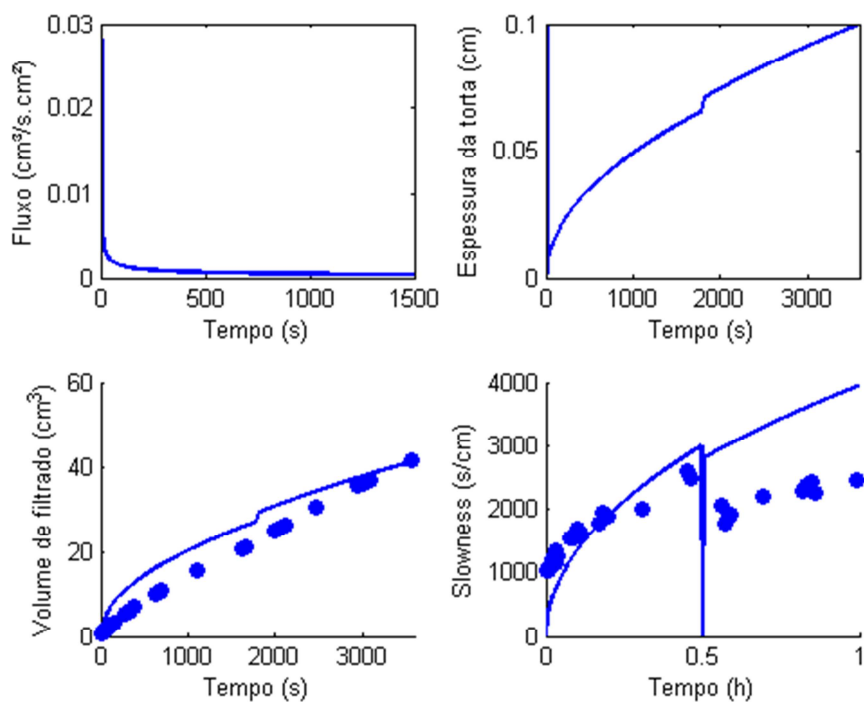 0.03
0.02
0.01
0
Fluxo (cm³/s.cm²)
0 500 1000 1500
Tempo (s)
0.1
0.05
0
Espessura da torta (cm)
0 1000 2000 3000
Tempo (s)
60
40
20
0
Volume de filtrado (cm³)
0 1000 2000 3000
Tempo (s)
4000
3000
2000
1000
0
Slowness (s/cm)
0 0.5 1
Tempo (h)